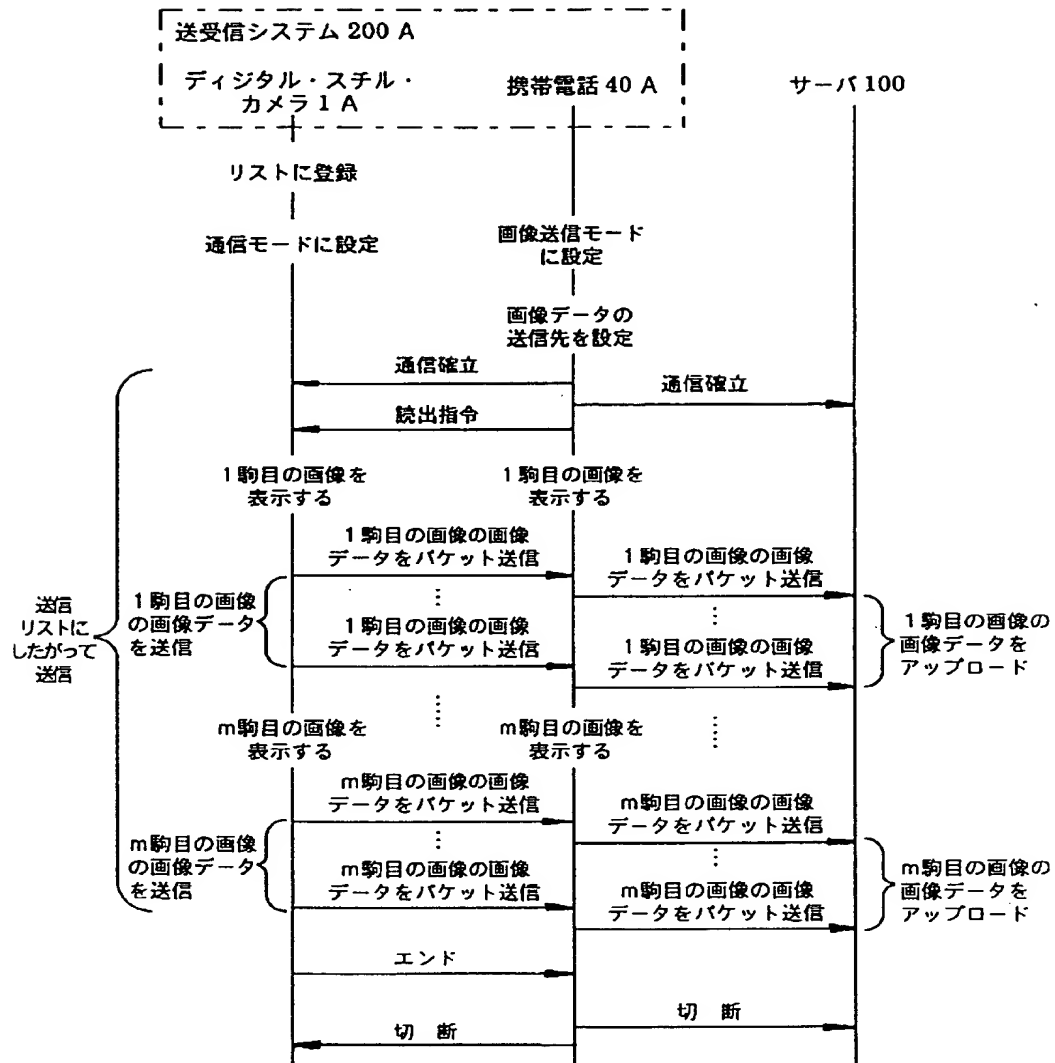 送受信システム 200 A
ディジタル・スチル・
カメラ 1 A
携帯電話 40 A
サーバ 100
リストに登録
通信モードに設定
画像送信モード
に設定
画像データの
送信先を設定
通信確立
通信確立
読出指令
1駒目の画像を
表示する
1駒目の画像を
表示する
1駒目の画像の画像
データをパケット送信
1駒目の画像の画像
データをパケット送信
⋮
⋮
送信
リストに
したがって
送信
1駒目の画像
の画像データ
を送信
1駒目の画像の画像
データをパケット送信
1駒目の画像の画像
データをパケット送信
1駒目の画像の
画像データを
アップロード
⋮
⋮
m駒目の画像を
表示する
m駒目の画像を
表示する
m駒目の画像の画像
データをパケット送信
m駒目の画像の画像
データをパケット送信
⋮
⋮
m駒目の画像
の画像データ
を送信
m駒目の画像の画像
データをパケット送信
m駒目の画像の画像
データをパケット送信
m駒目の画像の
画像データを
アップロード
エンド
切 断
切 断